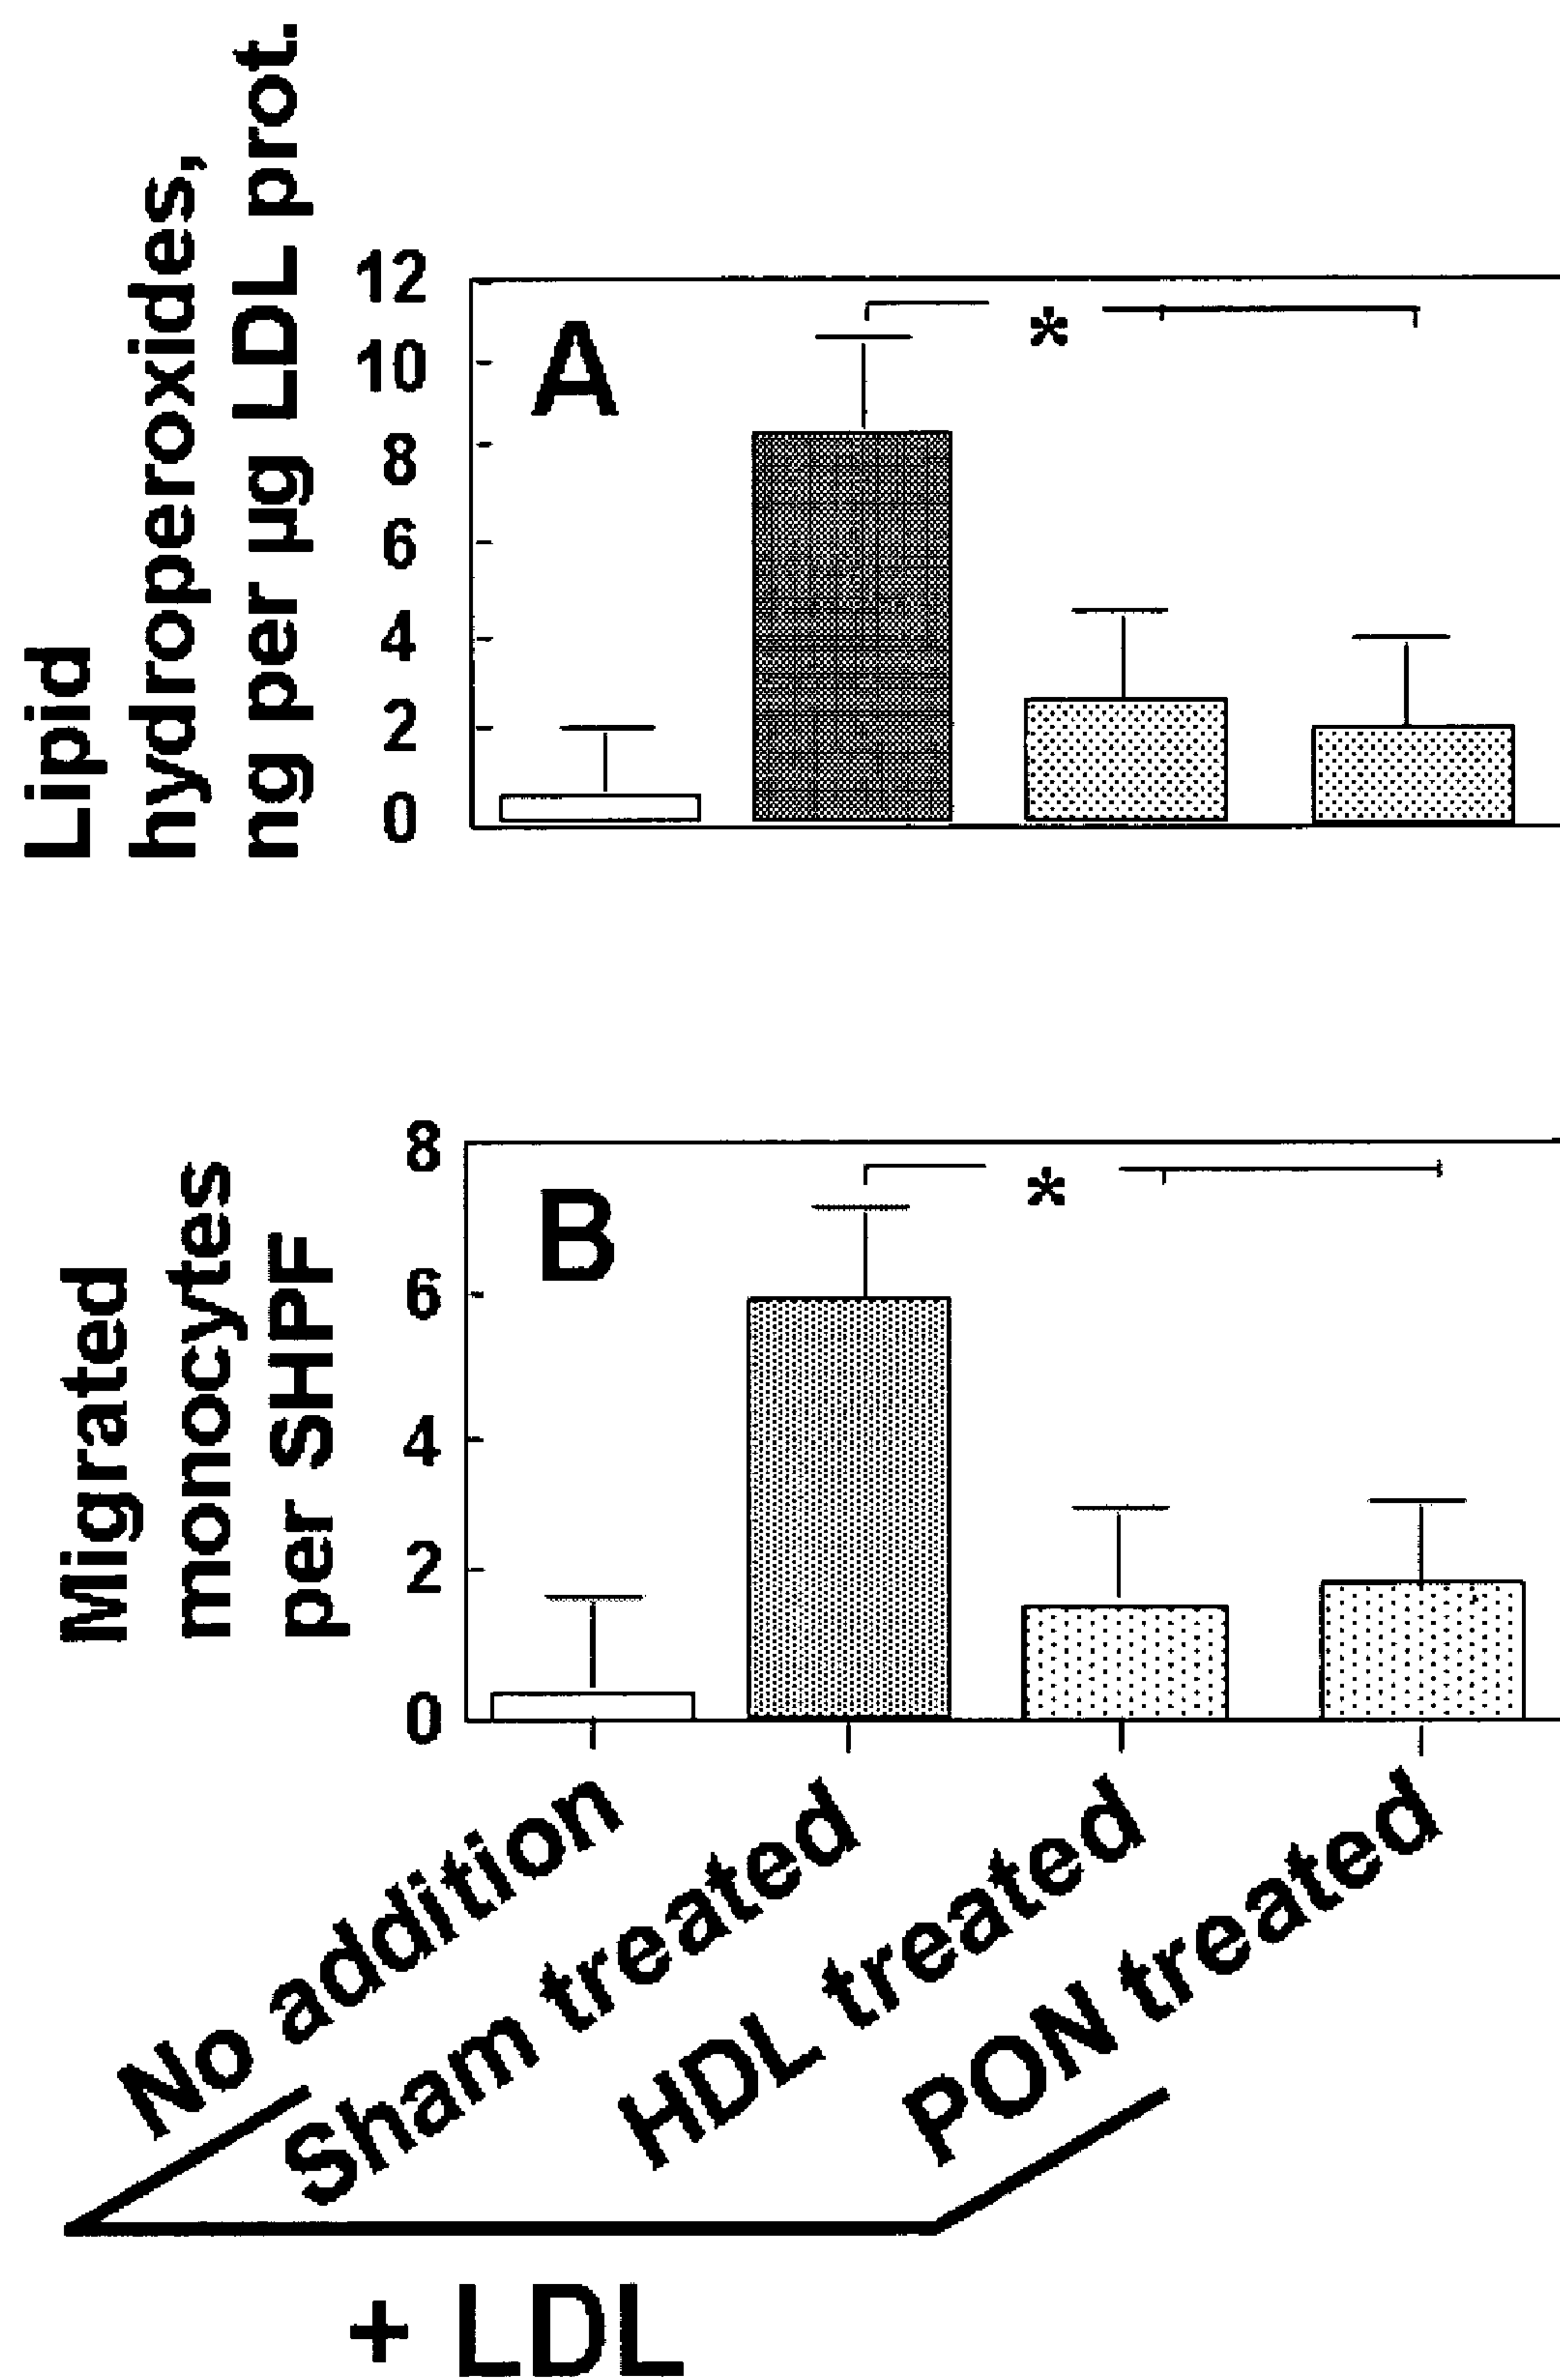 Lipid
hydroperoxides,
ng per µg LDL prot.
12
10
8
6
4
2
0
A
*
Migrated
monocytes
per SHPF
8
6
4
2
0
B
*
No addition
Sham treated
HDL treated
PON treated
+ LDL